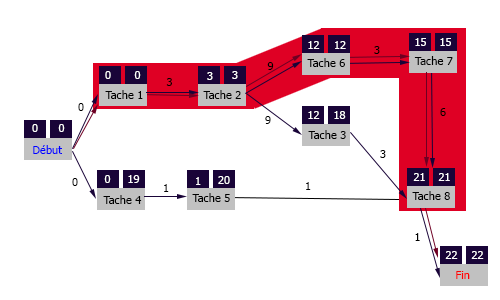 15 15
12 12
3
Tache 7
9
Tache 6
0 0
3 3
3
Tache 1
Tache 2
0
6
12 18
9
0 0
Tache 3
Début
3
21 21
0 19
1 20
0
1
1
Tache 8
Tache 4
Tache 5
1
22 22
Fin